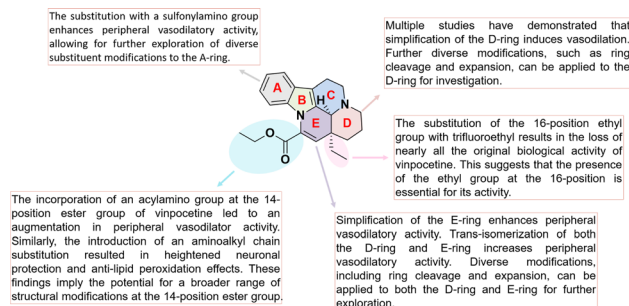 The substitution with a sulfonylamino group
enhances peripheral vasodilatory activity,
allowing for further exploration of diverse
substituent modifications to the A-ring.
Multiple studies have demonstrated that
simplification of the D-ring induces vasodilation.
Further diverse modifications, such as ring
cleavage and expansion, can be applied to the
D-ring for investigation.
A
B
C
H
N
N
E
D
O
O
The substitution of the 16-position ethyl
group with trifluoroethyl results in the loss of
nearly all the original biological activity of
vinpocetine. This suggests that the presence
of the ethyl group at the 16-position is
essential for its activity.
The incorporation of an acylamino group at the 14-
position ester group of vinpocetine led to an
augmentation in peripheral vasodilator activity.
Similarly, the introduction of an aminoalkyl chain
substitution resulted in heightened neuronal
protection and anti-lipid peroxidation effects. These
findings imply the potential for a broader range of
structural modifications at the 14-position ester group.
Simplification of the E-ring enhances peripheral
vasodilatory activity. Trans-isomerization of both
the D-ring and E-ring increases peripheral
vasodilatory activity. Diverse modifications,
including ring cleavage and expansion, can be
applied to both the D-ring and E-ring for further
exploration.